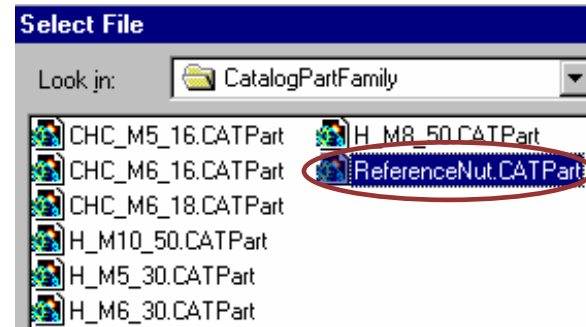 Select File
Look in: CatalogPartFamily
CHC_M5_16.CATPart H_M8_50.CATPart
CHC_M6_16.CATPart ReferenceNut.CATPart
CHC_M6_18.CATPart
H_M10_50.CATPart
H_M5_30.CATPart
H_M6_30.CATPart